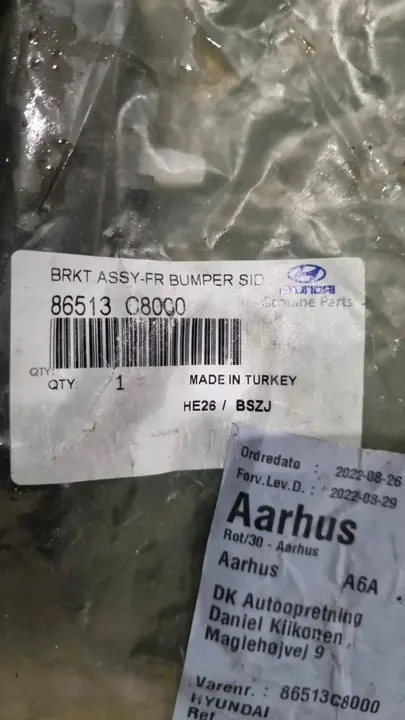 BRKT ASSY-FR BUMPER SID
HYUNDAI
86513 C8000
Genuine Parts
QTY:
QTY: 1
MADE IN TURKEY
HE26 / BSZJ
Ordredato : 2022-08-26
Forv.Lev.D. : 2022-08-29
Aarhus
Rot/30 - Aarhus
Aarhus A6A
DK Autoopretning
Daniel Kiikonen
Maglehøjvej 9
Varenr. : 86513C8000
HYUNDAI
Ref